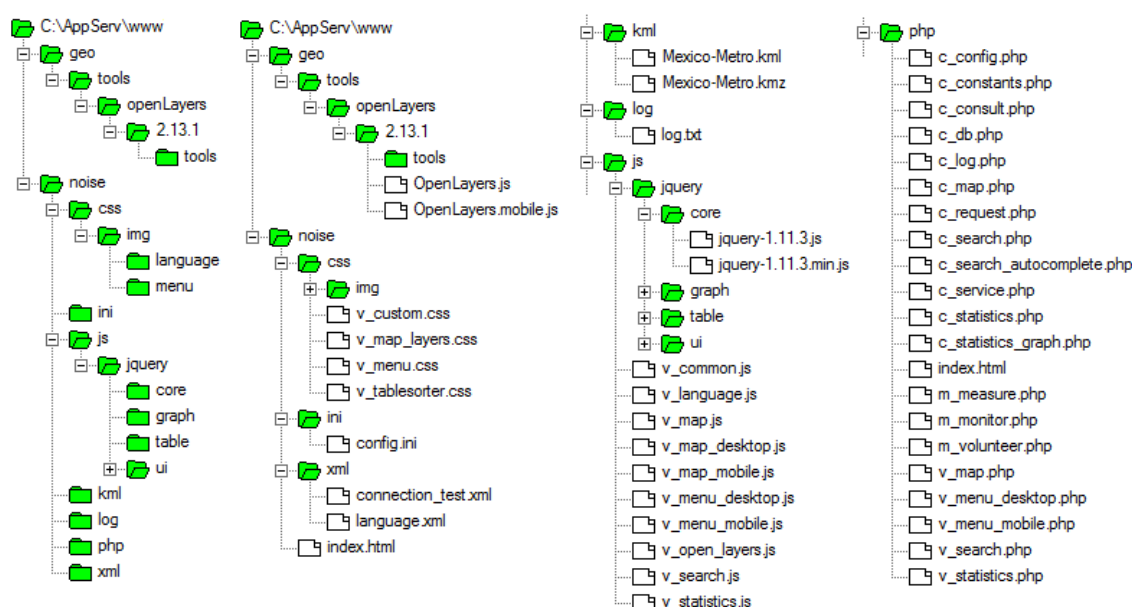 C:\AppServ\www
geo
tools
openLayers
2.13.1
tools
noise
css
img
language
menu
ini
js
jquery
core
graph
table
ui
kml
log
php
xml
C:\AppServ\www
geo
tools
openLayers
2.13.1
tools
OpenLayers.js
OpenLayers.mobile.js
noise
css
img
v_custom.css
v_map_layers.css
v_menu.css
v_tablesorter.css
ini
config.ini
xml
connection_test.xml
language.xml
index.html
kml
Mexico-Metro.kml
Mexico-Metro.kmz
log
log.txt
js
jquery
core
jquery-1.11.3.js
jquery-1.11.3.min.js
graph
table
ui
v_common.js
v_language.js
v_map.js
v_map_desktop.js
v_map_mobile.js
v_menu_desktop.js
v_menu_mobile.js
v_open_layers.js
v_search.js
v_statistics.js
php
c_config.php
c_constants.php
c_consult.php
c_db.php
c_log.php
c_map.php
c_request.php
c_search.php
c_search_autocomplete.php
c_service.php
c_statistics.php
c_statistics_graph.php
index.html
m_measure.php
m_monitor.php
m_volunteer.php
v_map.php
v_menu_desktop.php
v_menu_mobile.php
v_search.php
v_statistics.php